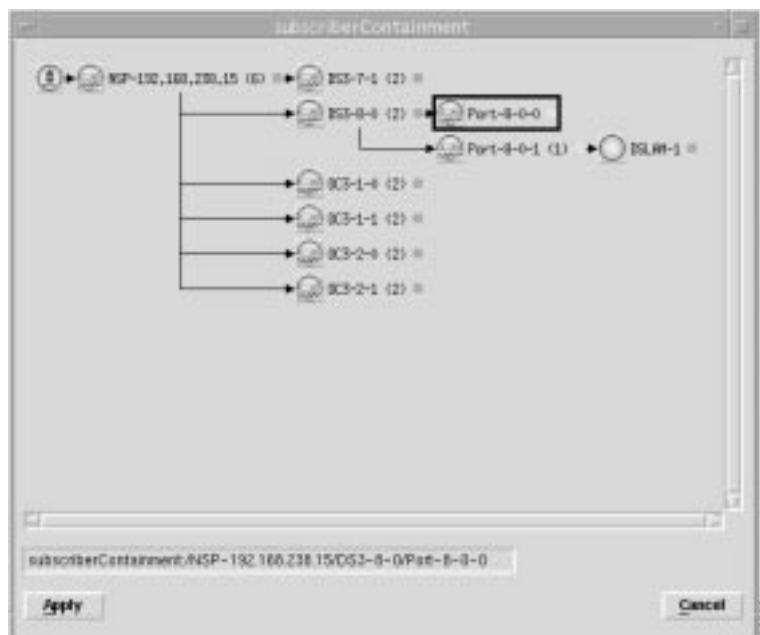 subscriberContainment
NSP-192,168,238,15 (6) DS3-7-1 (2)
DS3-8-0 (2) Port-8-0-0
Port-8-0-1 (1) DSLAM-1
OC3-1-0 (2)
OC3-1-1 (2)
OC3-2-0 (2)
OC3-2-1 (2)
subscriberContainment:/NSP-192.168.238.15/DS3-8-0/Port-8-0-0
Apply Cancel